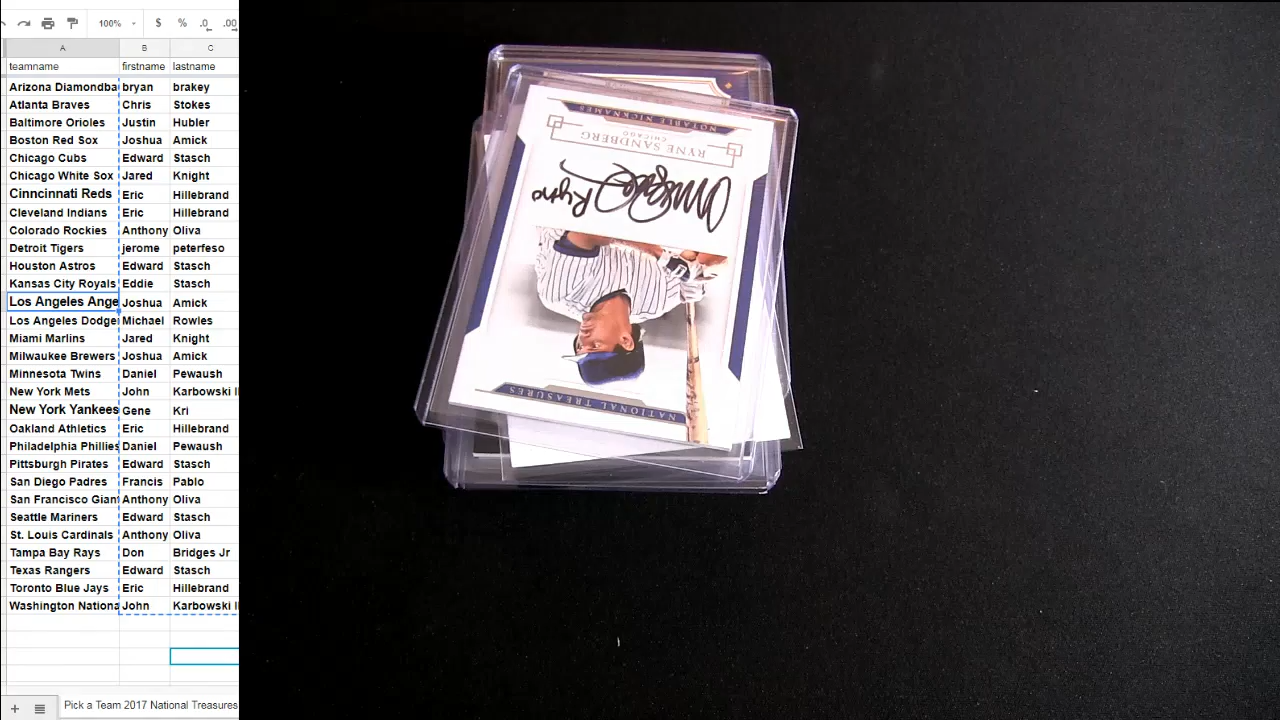 100% $ % .0 .00
A B C
teamname firstname lastname
Arizona Diamondba bryan brakey
Atlanta Braves Chris Stokes
Baltimore Orioles Justin Hubler
Boston Red Sox Joshua Amick
Chicago Cubs Edward Stasch
Chicago White Sox Jared Knight
Cinncinnati Reds Eric Hillebrand
Cleveland Indians Eric Hillebrand
Colorado Rockies Anthony Oliva
Detroit Tigers jerome peterfeso
Houston Astros Edward Stasch
Kansas City Royals Eddie Stasch
Los Angeles Ange Joshua Amick
Los Angeles Dodge Michael Rowles
Miami Marlins Jared Knight
Milwaukee Brewers Joshua Amick
Minnesota Twins Daniel Pewaush
New York Mets John Karbowski II
New York Yankees Gene Kri
Oakland Athletics Eric Hillebrand
Philadelphia Phillies Daniel Pewaush
Pittsburgh Pirates Edward Stasch
San Diego Padres Francis Pablo
San Francisco Giant Anthony Oliva
Seattle Mariners Edward Stasch
St. Louis Cardinals Anthony Oliva
Tampa Bay Rays Don Bridges Jr
Texas Rangers Edward Stasch
Toronto Blue Jays Eric Hillebrand
Washington Nationa John Karbowski II
Pick a Team 2017 National Treasures
NOTABLE NICKNAMES
CHICAGO
RYNE SANDBERG
Ryno
NATIONAL TREASURES